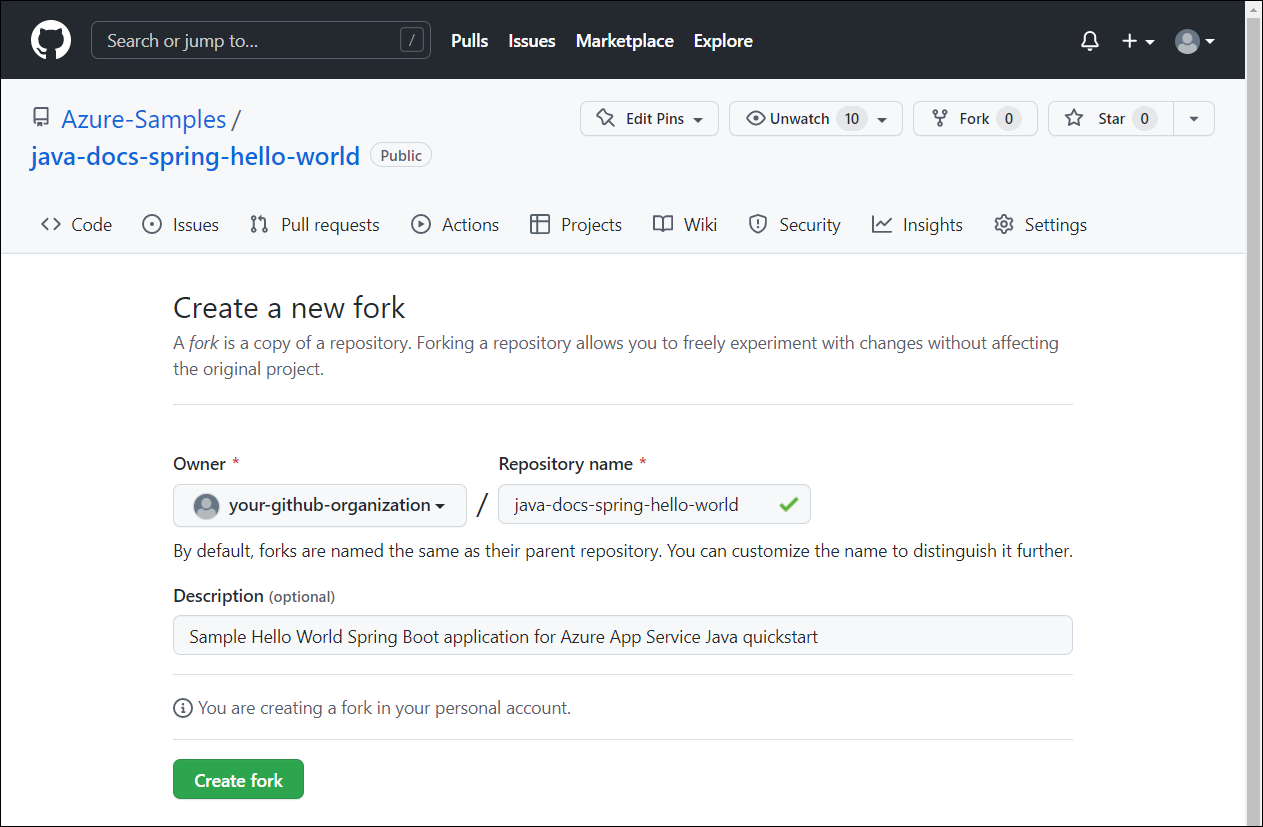 Search or jump to... /
Pulls Issues Marketplace Explore
Azure-Samples /
java-docs-spring-hello-world Public
Edit Pins Unwatch 10 Fork 0 Star 0
Code Issues Pull requests Actions Projects Wiki Security Insights Settings
Create a new fork
A fork is a copy of a repository. Forking a repository allows you to freely experiment with changes without affecting
the original project.
Owner * Repository name *
your-github-organization / java-docs-spring-hello-world
By default, forks are named the same as their parent repository. You can customize the name to distinguish it further.
Description (optional)
Sample Hello World Spring Boot application for Azure App Service Java quickstart
You are creating a fork in your personal account.
Create fork